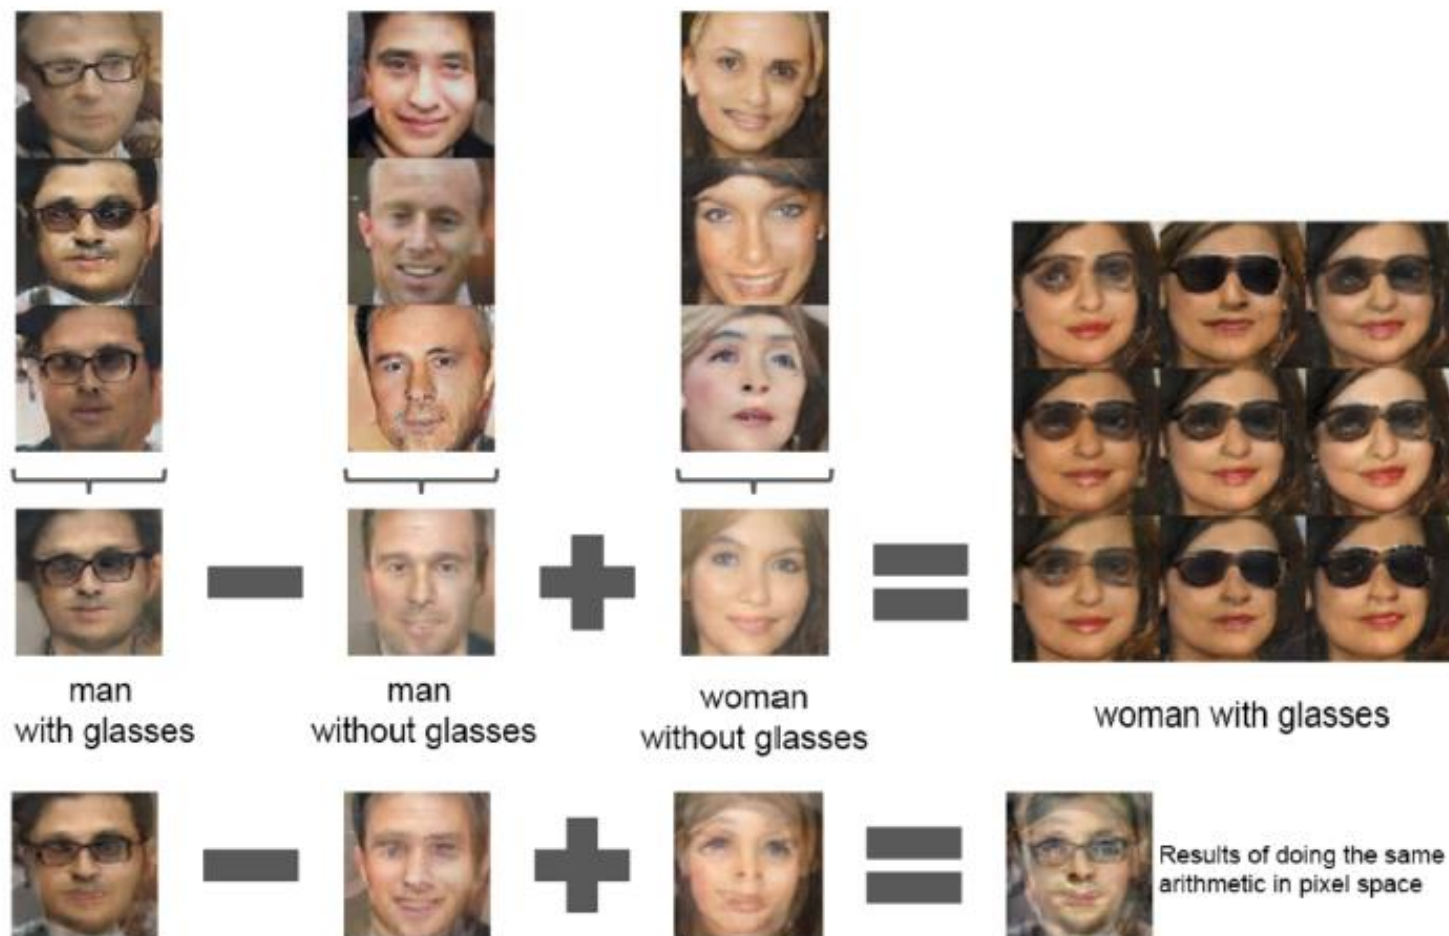 man
with glasses
man
without glasses
woman
without glasses
woman with glasses
Results of doing the same
arithmetic in pixel space